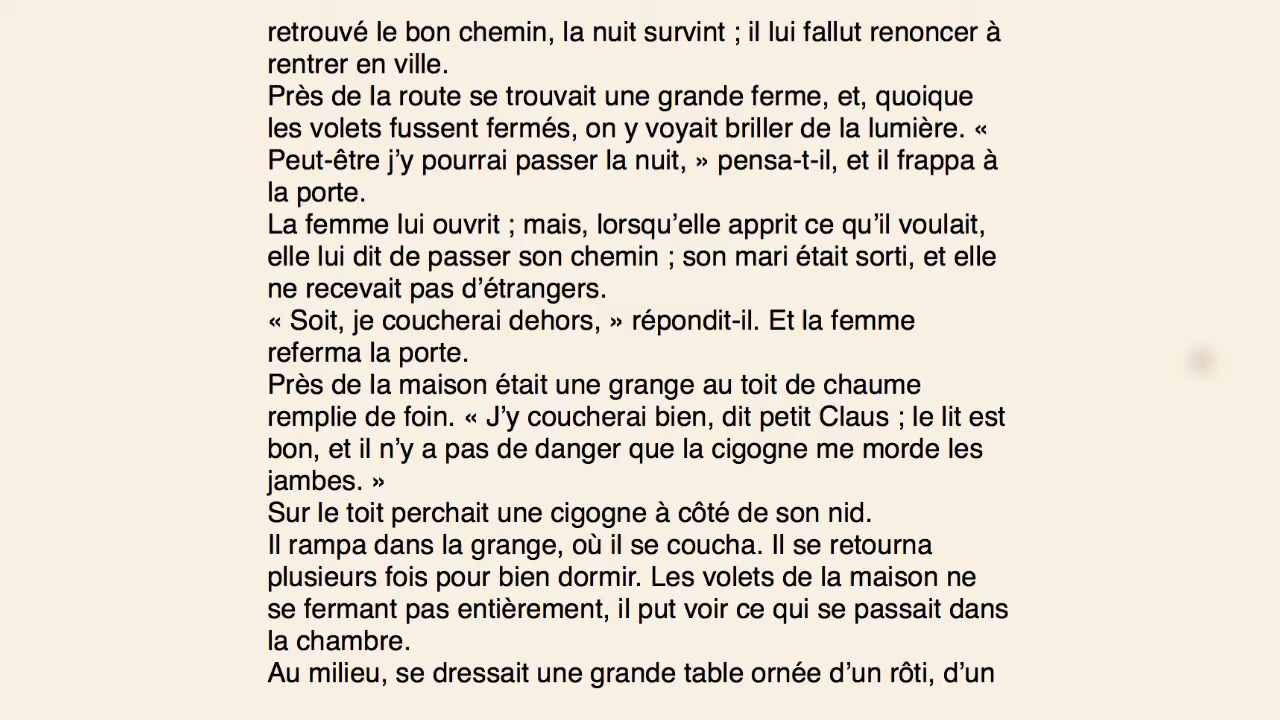 retrouvé le bon chemin, la nuit survint ; il lui fallut renoncer à
rentrer en ville.
Près de la route se trouvait une grande ferme, et, quoique
les volets fussent fermés, on y voyait briller de la lumière. «
Peut-être j’y pourrai passer la nuit, » pensa-t-il, et il frappa à
la porte.
La femme lui ouvrit ; mais, lorsqu’elle apprit ce qu’il voulait,
elle lui dit de passer son chemin ; son mari était sorti, et elle
ne recevait pas d’étrangers.
« Soit, je coucherai dehors, » répondit-il. Et la femme
referma la porte.
Près de la maison était une grange au toit de chaume
remplie de foin. « J’y coucherai bien, dit petit Claus ; le lit est
bon, et il n’y a pas de danger que la cigogne me morde les
jambes. »
Sur le toit perchait une cigogne à côté de son nid.
Il rampa dans la grange, où il se coucha. Il se retourna
plusieurs fois pour bien dormir. Les volets de la maison ne
se fermant pas entièrement, il put voir ce qui se passait dans
la chambre.
Au milieu, se dressait une grande table ornée d’un rôti, d’un